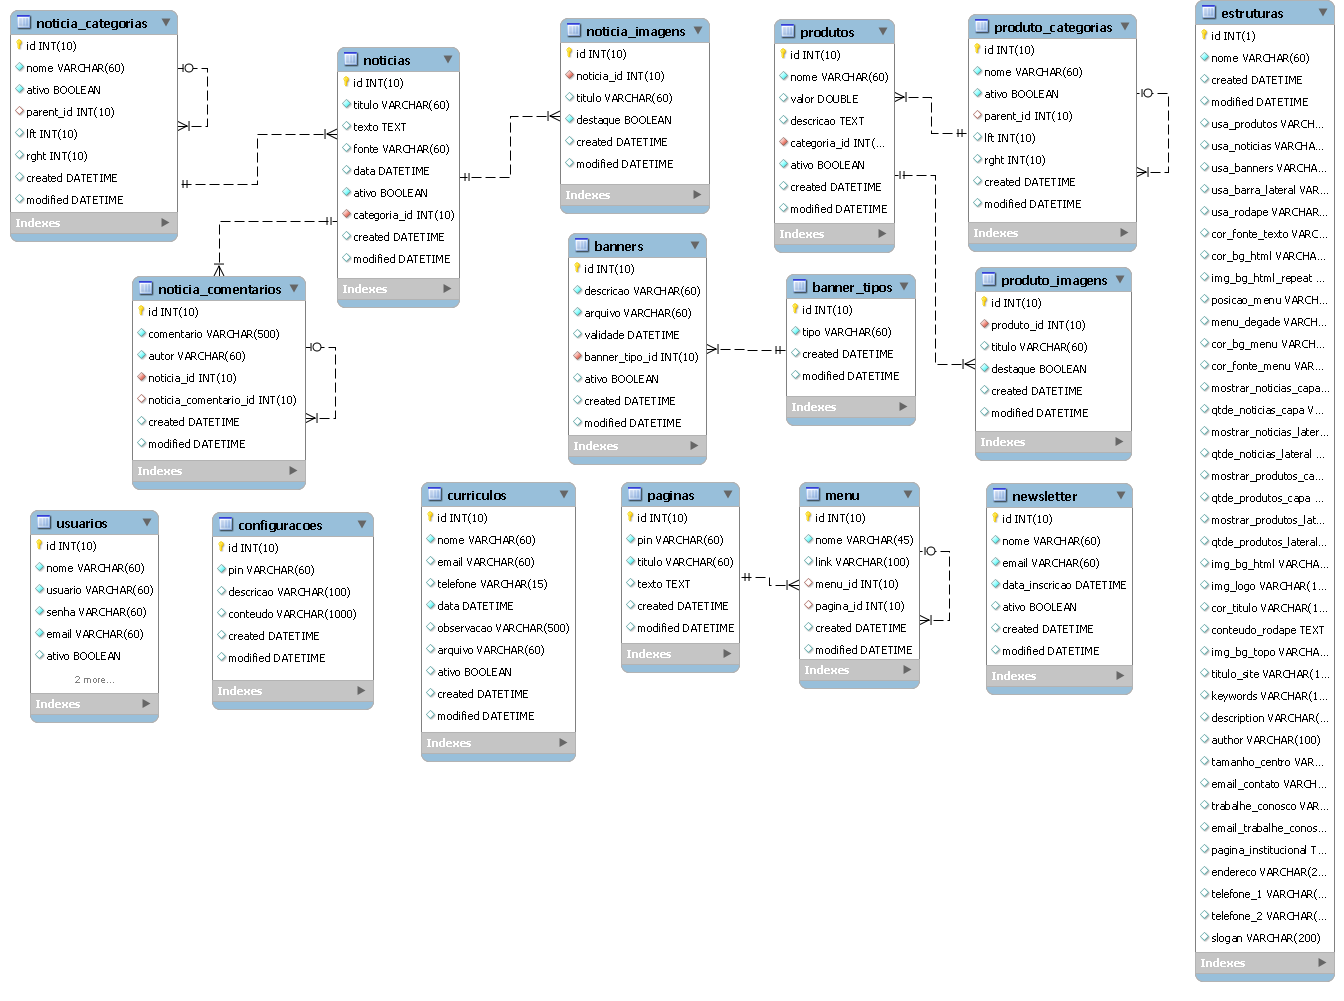 noticia_categorias
id INT(10)
nome VARCHAR(60)
ativo BOOLEAN
parent_id INT(10)
lft INT(10)
rght INT(10)
created DATETIME
modified DATETIME
Indexes
noticias
id INT(10)
titulo VARCHAR(60)
texto TEXT
fonte VARCHAR(60)
data DATETIME
ativo BOOLEAN
categoria_id INT(10)
created DATETIME
modified DATETIME
Indexes
noticia_imagens
id INT(10)
noticia_id INT(10)
titulo VARCHAR(60)
destaque BOOLEAN
created DATETIME
modified DATETIME
Indexes
produtos
id INT(10)
nome VARCHAR(60)
valor DOUBLE
descricao TEXT
categoria_id INT(...
ativo BOOLEAN
created DATETIME
modified DATETIME
Indexes
produto_categorias
id INT(10)
nome VARCHAR(60)
ativo BOOLEAN
parent_id INT(10)
lft INT(10)
rght INT(10)
created DATETIME
modified DATETIME
Indexes
estruturas
id INT(1)
nome VARCHAR(60)
created DATETIME
modified DATETIME
usa_produtos VARCH...
usa_noticias VARCHA...
usa_banners VARCHA...
usa_barra_lateral VAR...
usa_rodape VARCHAR...
cor_fonte_texto VARC...
cor_bg_html VARCHA...
img_bg_html_repeat ...
posicao_menu VARCH...
menu_degade VARCH...
cor_bg_menu VARCH...
cor_fonte_menu VAR...
mostrar_noticias_capa...
qtde_noticias_capa V...
mostrar_noticias_later...
qtde_noticias_lateral ...
mostrar_produtos_ca...
qtde_produtos_capa ...
mostrar_produtos_lat...
qtde_produtos_lateral...
img_bg_html VARCHA...
img_logo VARCHAR(1...
cor_titulo VARCHAR(1...
conteudo_rodape TEXT
img_bg_topo VARCHA...
titulo_site VARCHAR(1...
keywords VARCHAR(1...
description VARCHAR(...
author VARCHAR(100)
tamanho_centro VAR...
email_contato VARCH...
trabalhe_conosco VAR...
email_trabalhe_conos...
pagina_institucional T...
endereco VARCHAR(2...
telefone_1 VARCHAR(...
telefone_2 VARCHAR(...
slogan VARCHAR(200)
Indexes
noticia_comentarios
id INT(10)
comentario VARCHAR(500)
autor VARCHAR(60)
noticia_id INT(10)
noticia_comentario_id INT(10)
created DATETIME
modified DATETIME
Indexes
banners
id INT(10)
descricao VARCHAR(60)
arquivo VARCHAR(60)
validade DATETIME
banner_tipo_id INT(10)
ativo BOOLEAN
created DATETIME
modified DATETIME
Indexes
banner_tipos
id INT(10)
tipo VARCHAR(60)
created DATETIME
modified DATETIME
Indexes
produto_imagens
id INT(10)
produto_id INT(10)
titulo VARCHAR(60)
destaque BOOLEAN
created DATETIME
modified DATETIME
Indexes
usuarios
id INT(10)
nome VARCHAR(60)
usuario VARCHAR(60)
senha VARCHAR(60)
email VARCHAR(60)
ativo BOOLEAN
2 more...
Indexes
configuracoes
id INT(10)
pin VARCHAR(60)
descricao VARCHAR(100)
conteudo VARCHAR(1000)
created DATETIME
modified DATETIME
Indexes
curriculos
id INT(10)
nome VARCHAR(60)
email VARCHAR(60)
telefone VARCHAR(15)
data DATETIME
observacao VARCHAR(500)
arquivo VARCHAR(60)
ativo BOOLEAN
created DATETIME
modified DATETIME
Indexes
paginas
id INT(10)
pin VARCHAR(60)
titulo VARCHAR(60)
texto TEXT
created DATETIME
modified DATETIME
Indexes
menu
id INT(10)
nome VARCHAR(45)
link VARCHAR(100)
menu_id INT(10)
pagina_id INT(10)
created DATETIME
modified DATETIME
Indexes
newsletter
id INT(10)
nome VARCHAR(60)
email VARCHAR(60)
data_inscricao DATETIME
ativo BOOLEAN
created DATETIME
modified DATETIME
Indexes